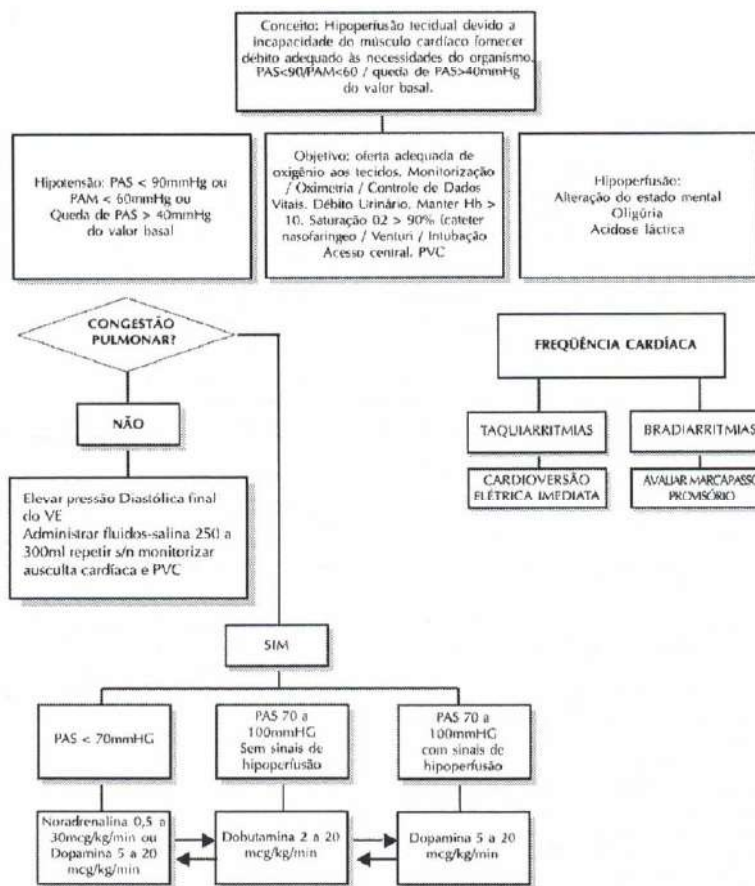 Conceito: Hipoperfusão tecidual devido a
incapacidade do músculo cardíaco fornecer
débito adequado às necessidades do organismo.
PAS<90/PAM<60 / queda de PAS>40mmHg
do valor basal.
Hipotensão: PAS < 90mmHg ou
PAM < 60mmHg ou
Queda de PAS > 40mmHg
do valor basal
Objetivo: oferta adequada de
oxigênio aos tecidos. Monitorização
/ Oximetria / Controle de Dados
Vitais. Débito Urinário. Manter Hb >
10. Saturação 02 > 90% (cateter
nasofaríngeo / Venturi / Intubação
Acesso central. PVC
Hipoperfusão:
Alteração do estado mental
Oligúria
Acidose láctica
CONGESTÃO
PULMONAR?
FREQÜÊNCIA CARDÍACA
NÃO
TAQUIARRITMIAS
BRADIARRITMIAS
CARDIOVERSÃO
ELÉTRICA IMEDIATA
AVALIAR MARCAPASSO
PROVISÓRIO
Elevar pressão Diastólica final
do VE
Administrar fluidos-salina 250 a
300ml repetir s/n monitorizar
ausculta cardíaca e PVC
SIM
PAS < 70mmHG
PAS 70 a
100mmHG
Sem sinais de
hipoperfusão
PAS 70 a
100mmHG
com sinais de
hipoperfusão
Noradrenalina 0,5 a
30mcg/kg/min ou
Dopamina 5 a 20
mcg/kg/min
Dobutamina 2 a 20
mcg/kg/min
Dopamina 5 a 20
mcg/kg/min